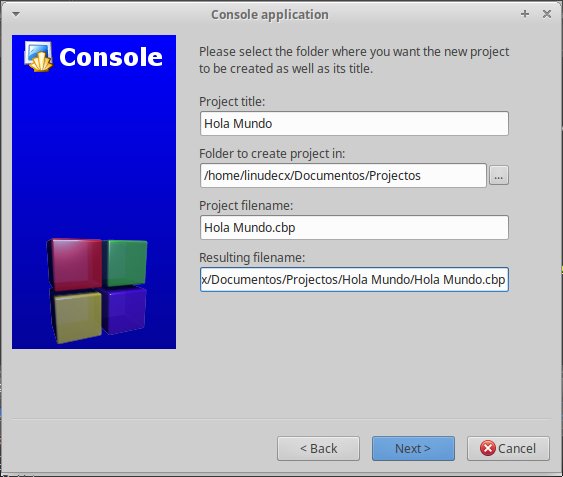 Console application
Console
Please select the folder where you want the new project
to be created as well as its title.
Project title:
Hola Mundo
Folder to create project in:
/home/linudecx/Documentos/Projectos
...
Project filename:
Hola Mundo.cbp
Resulting filename:
x/Documentos/Projectos/Hola Mundo/Hola Mundo.cbp
< Back
Next >
Cancel